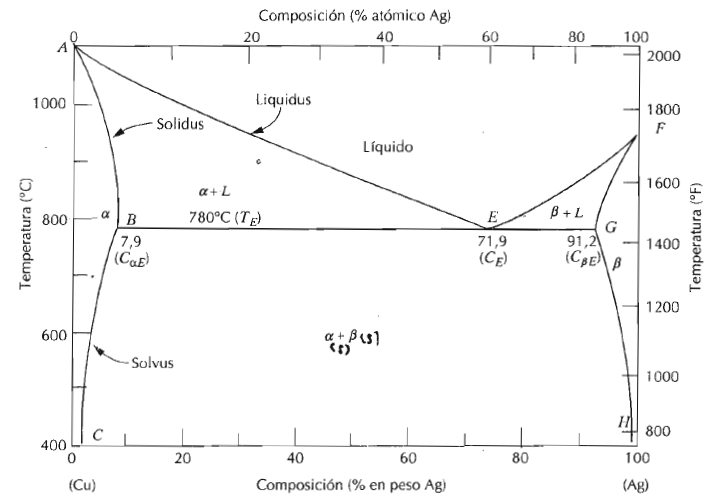 Composición (% atómico Ag)
0 20 40 60 80 100
A
2000
1000
Liquidus
1800
F
Solidus
Líquido
Temperatura (°C)
Temperatura (°F)
α + L
1600
β + L
800
α B
780°C (T_E)
E
G
1400
7,9
(C_αE)
71,9
(C_E)
91,2
(C_βE)
β
1200
600
α + β (s)
(s)
Solvus
1000
C
H
800
400
0 20 40 60 80 100
(Cu) Composición (% en peso Ag) (Ag)